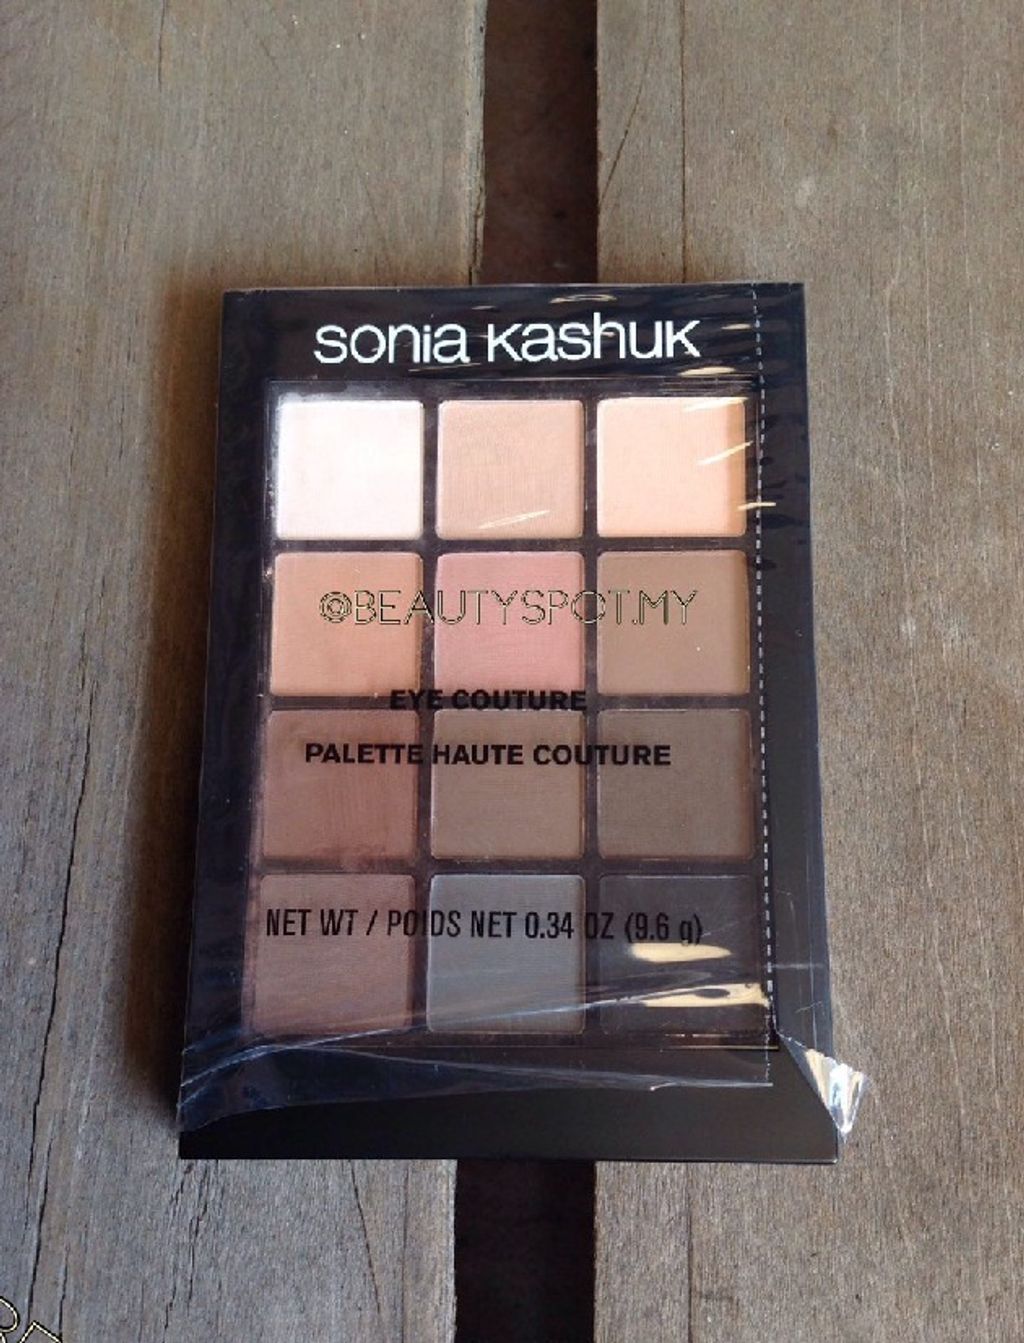 sonia kashuk
@BEAUTYSPOT.MY
EYE COUTURE
PALETTE HAUTE COUTURE
NET WT / POIDS NET 0.34 OZ (9.6 g)